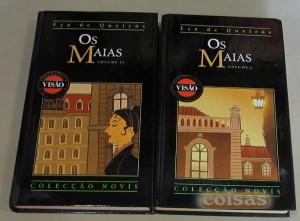 Eça de Queirós
OS
MAIAS
VOLUME II
VISÃO
COLECÇÃO NOVIS
Eça de Queirós
OS
MAIAS
VOLUME I
VISÃO
COLECÇÃO NOVIS
coisas